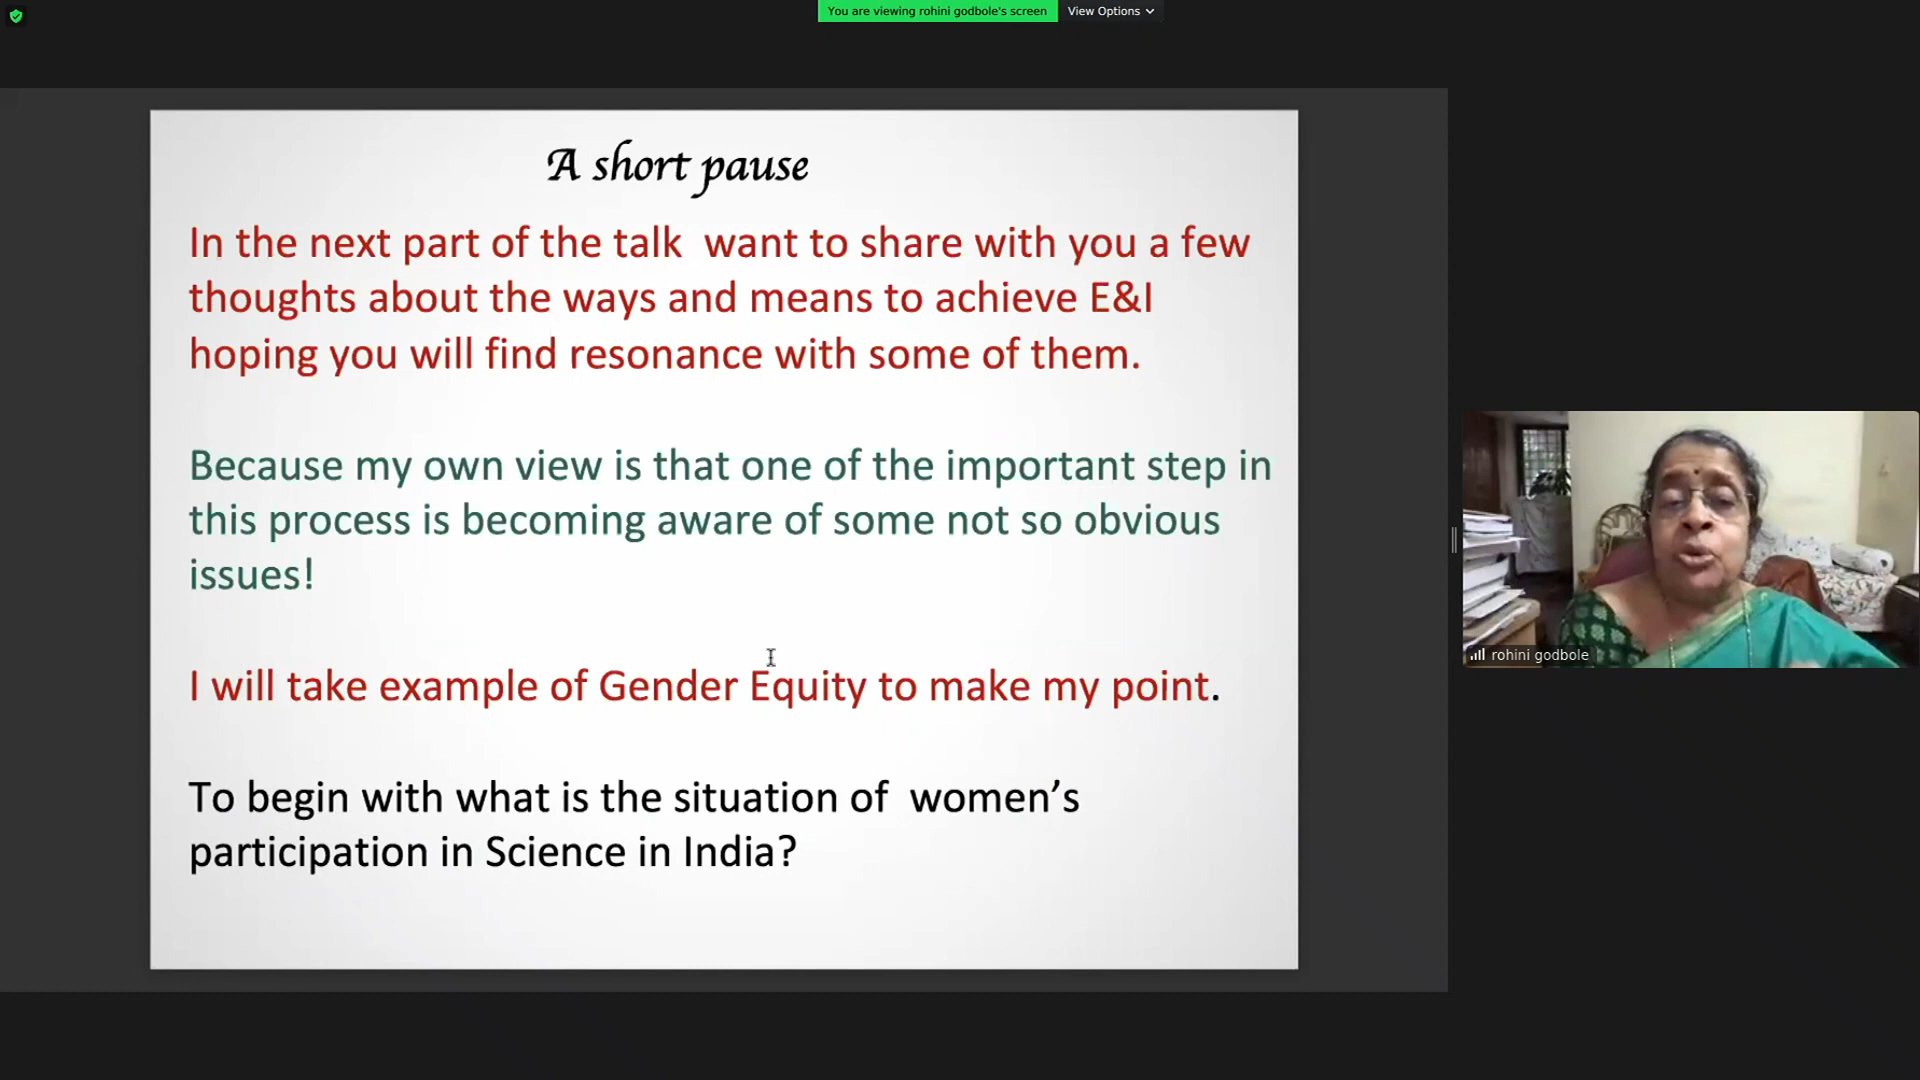 You are viewing rohini godbole's screen
View Options
A short pause
In the next part of the talk want to share with you a few
thoughts about the ways and means to achieve E&I
hoping you will find resonance with some of them.
Because my own view is that one of the important step in
this process is becoming aware of some not so obvious
issues!
I will take example of Gender Equity to make my point.
To begin with what is the situation of women’s
participation in Science in India?
rohini godbole